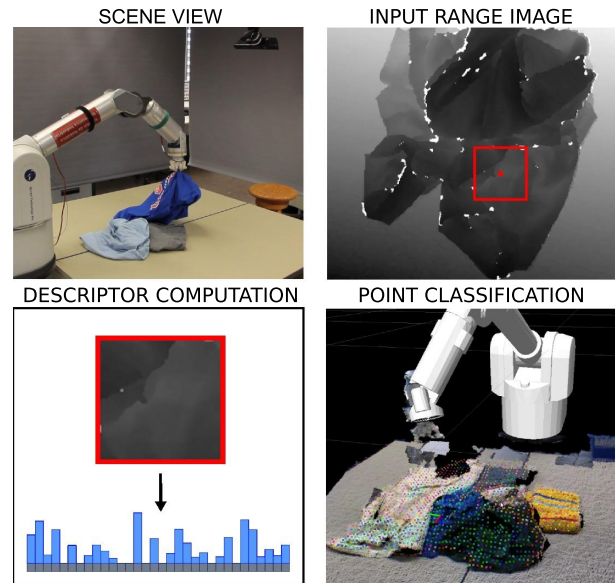 SCENE VIEW
INPUT RANGE IMAGE
DESCRIPTOR COMPUTATION
POINT CLASSIFICATION